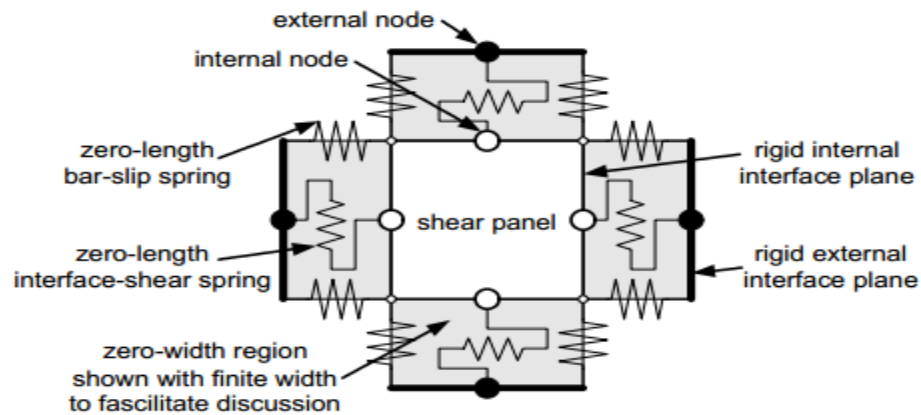 external node
internal node
zero-length
bar-slip spring
rigid internal
interface plane
shear panel
zero-length
interface-shear spring
rigid external
interface plane
zero-width region
shown with finite width
to fascilitate discussion